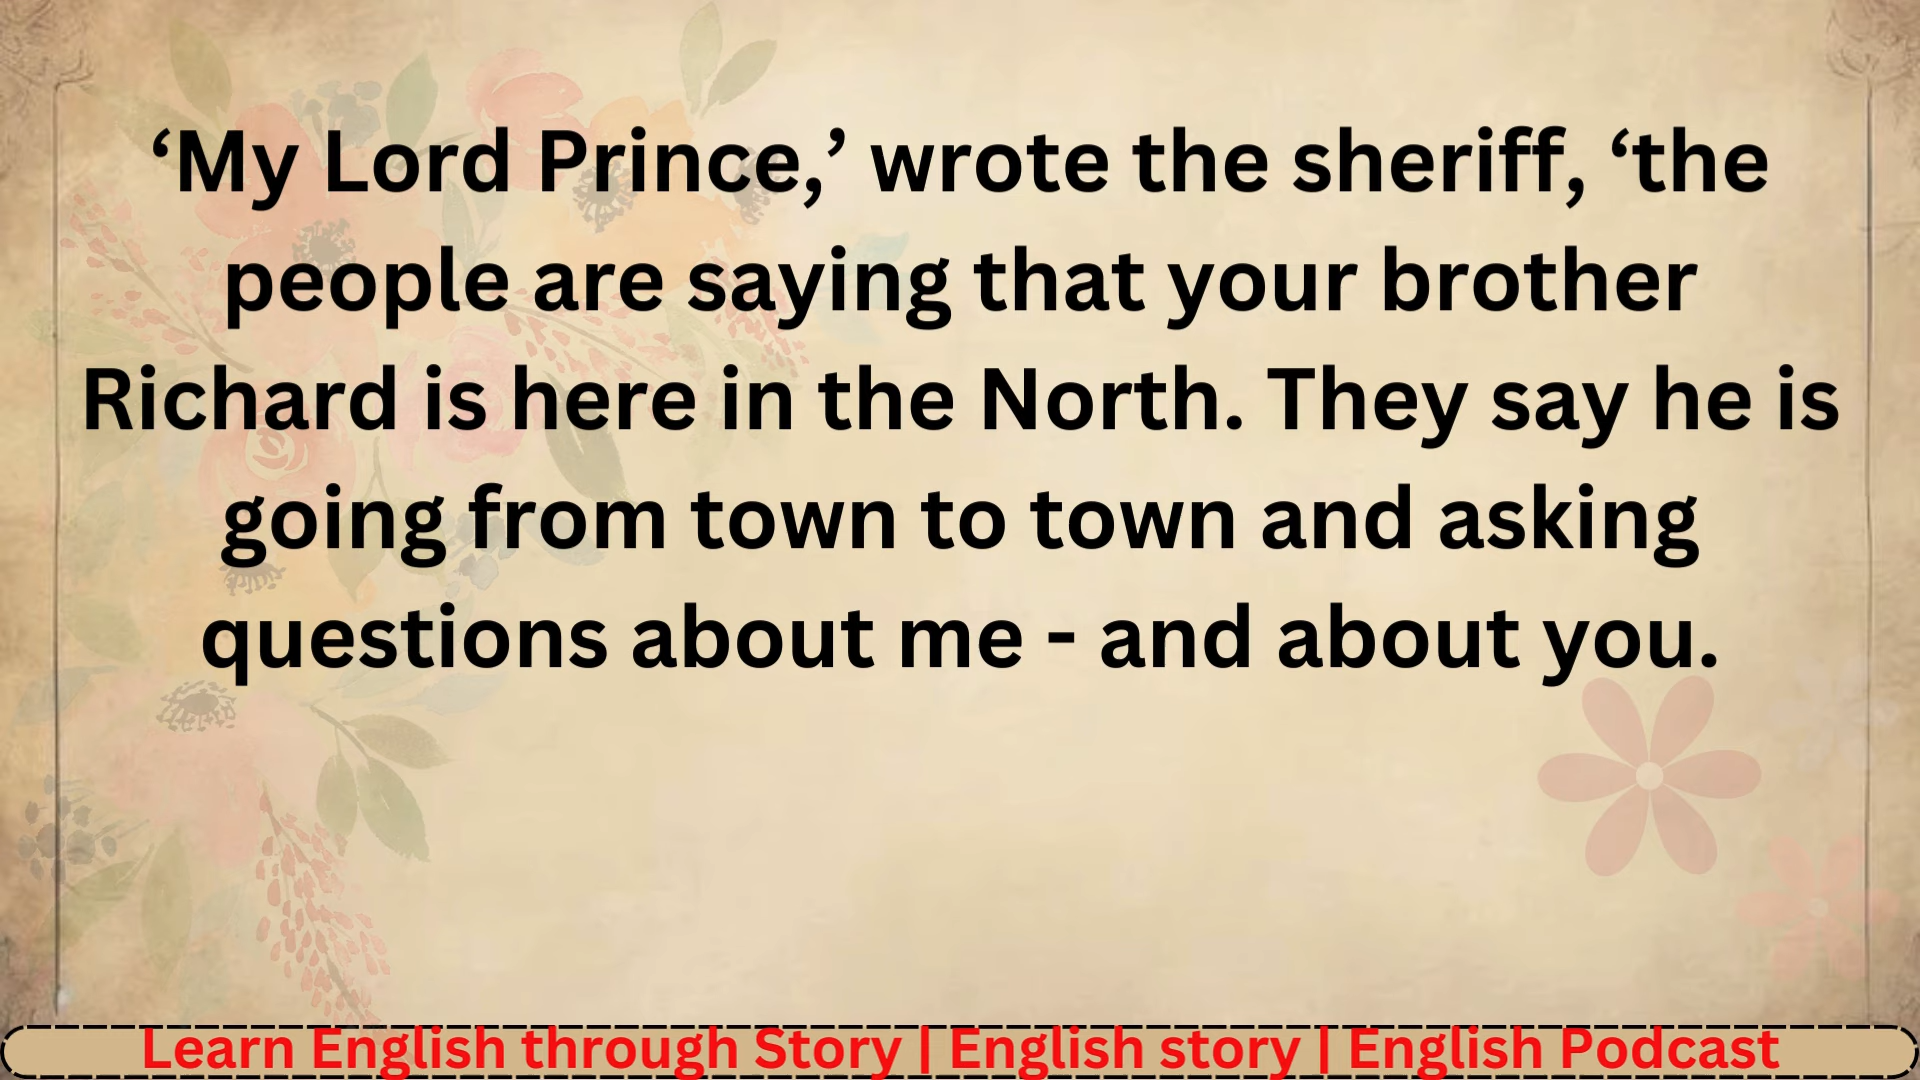 ‘My Lord Prince,’ wrote the sheriff, ‘the
people are saying that your brother
Richard is here in the North. They say he is
going from town to town and asking
questions about me - and about you.
Learn English through Story | English story | English Podcast